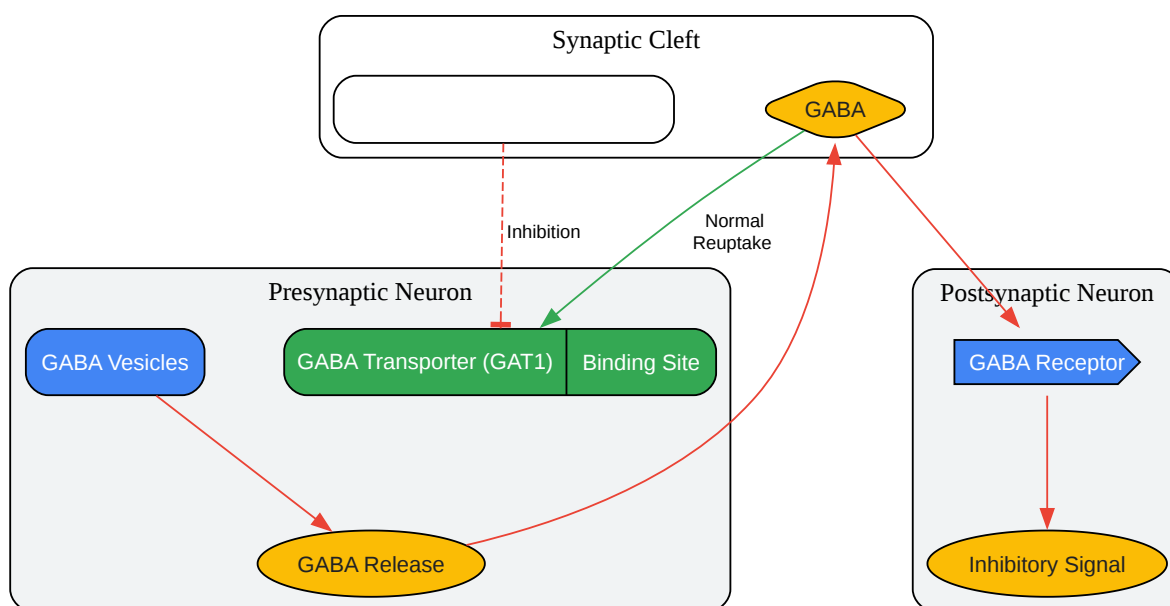 Synaptic Cleft
GABA
Inhibition
Normal
Reuptake
Presynaptic Neuron
Postsynaptic Neuron
GABA Vesicles
GABA Transporter (GAT1)
Binding Site
GABA Receptor
GABA Release
Inhibitory Signal